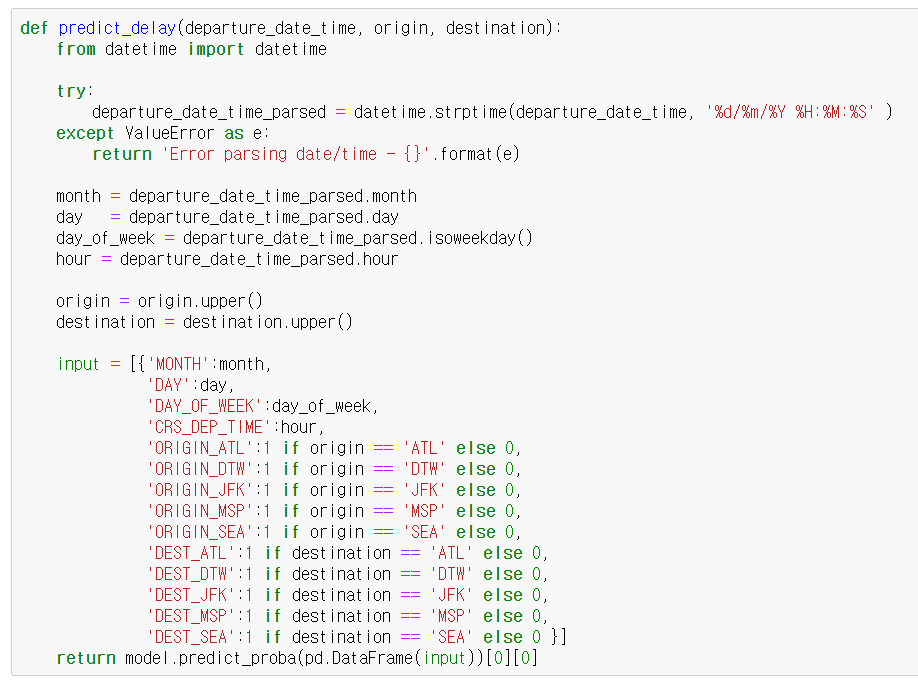 def predict_delay(departure_date_time, origin, destination):
    from datetime import datetime

    try:
        departure_date_time_parsed = datetime.strptime(departure_date_time, '%d/%m/%Y %H:%M:%S' )
    except ValueError as e:
        return 'Error parsing date/time - {}'.format(e)

    month = departure_date_time_parsed.month
    day   = departure_date_time_parsed.day
    day_of_week = departure_date_time_parsed.isoweekday()
    hour = departure_date_time_parsed.hour

    origin = origin.upper()
    destination = destination.upper()

    input = [{'MONTH':month,
              'DAY':day,
              'DAY_OF_WEEK':day_of_week,
              'CRS_DEP_TIME':hour,
              'ORIGIN_ATL':1 if origin == 'ATL' else 0,
              'ORIGIN_DTW':1 if origin == 'DTW' else 0,
              'ORIGIN_JFK':1 if origin == 'JFK' else 0,
              'ORIGIN_MSP':1 if origin == 'MSP' else 0,
              'ORIGIN_SEA':1 if origin == 'SEA' else 0,
              'DEST_ATL':1 if destination == 'ATL' else 0,
              'DEST_DTW':1 if destination == 'DTW' else 0,
              'DEST_JFK':1 if destination == 'JFK' else 0,
              'DEST_MSP':1 if destination == 'MSP' else 0,
              'DEST_SEA':1 if destination == 'SEA' else 0 }]
    return model.predict_proba(pd.DataFrame(input))[0][0]